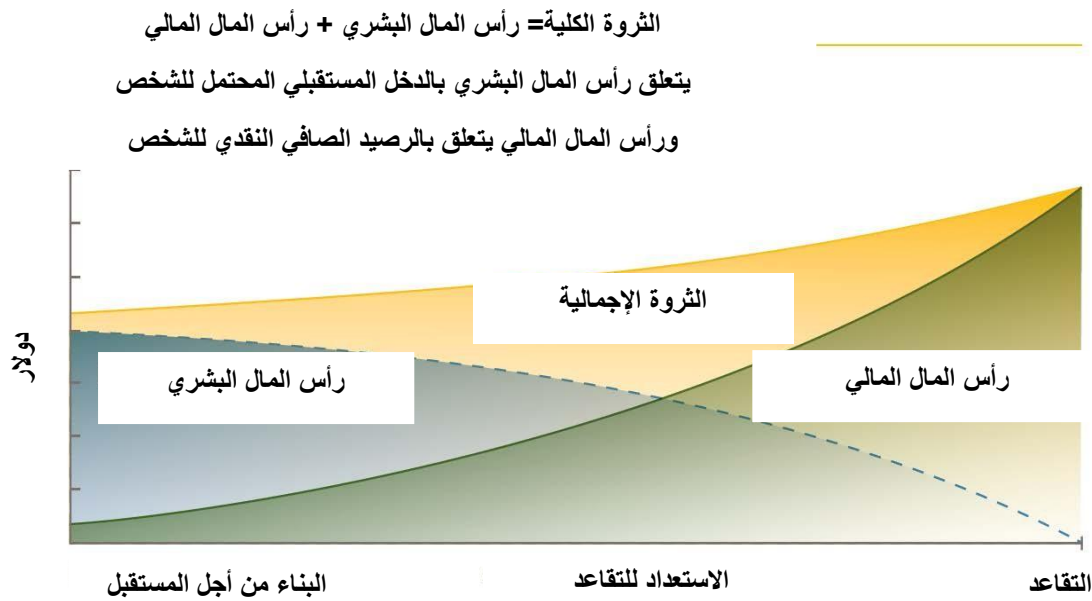 الثروة الكلية= رأس المال البشري + رأس المال المالي
يتعلق رأس المال البشري بالدخل المستقبلي المحتمل للشخص
ورأس المال المالي يتعلق بالرصيد الصافي النقدي للشخص
الثروة الإجمالية
رأس المال البشري
رأس المال المالي
دولار
البناء من أجل المستقبل
الاستعداد للتقاعد
التقاعد